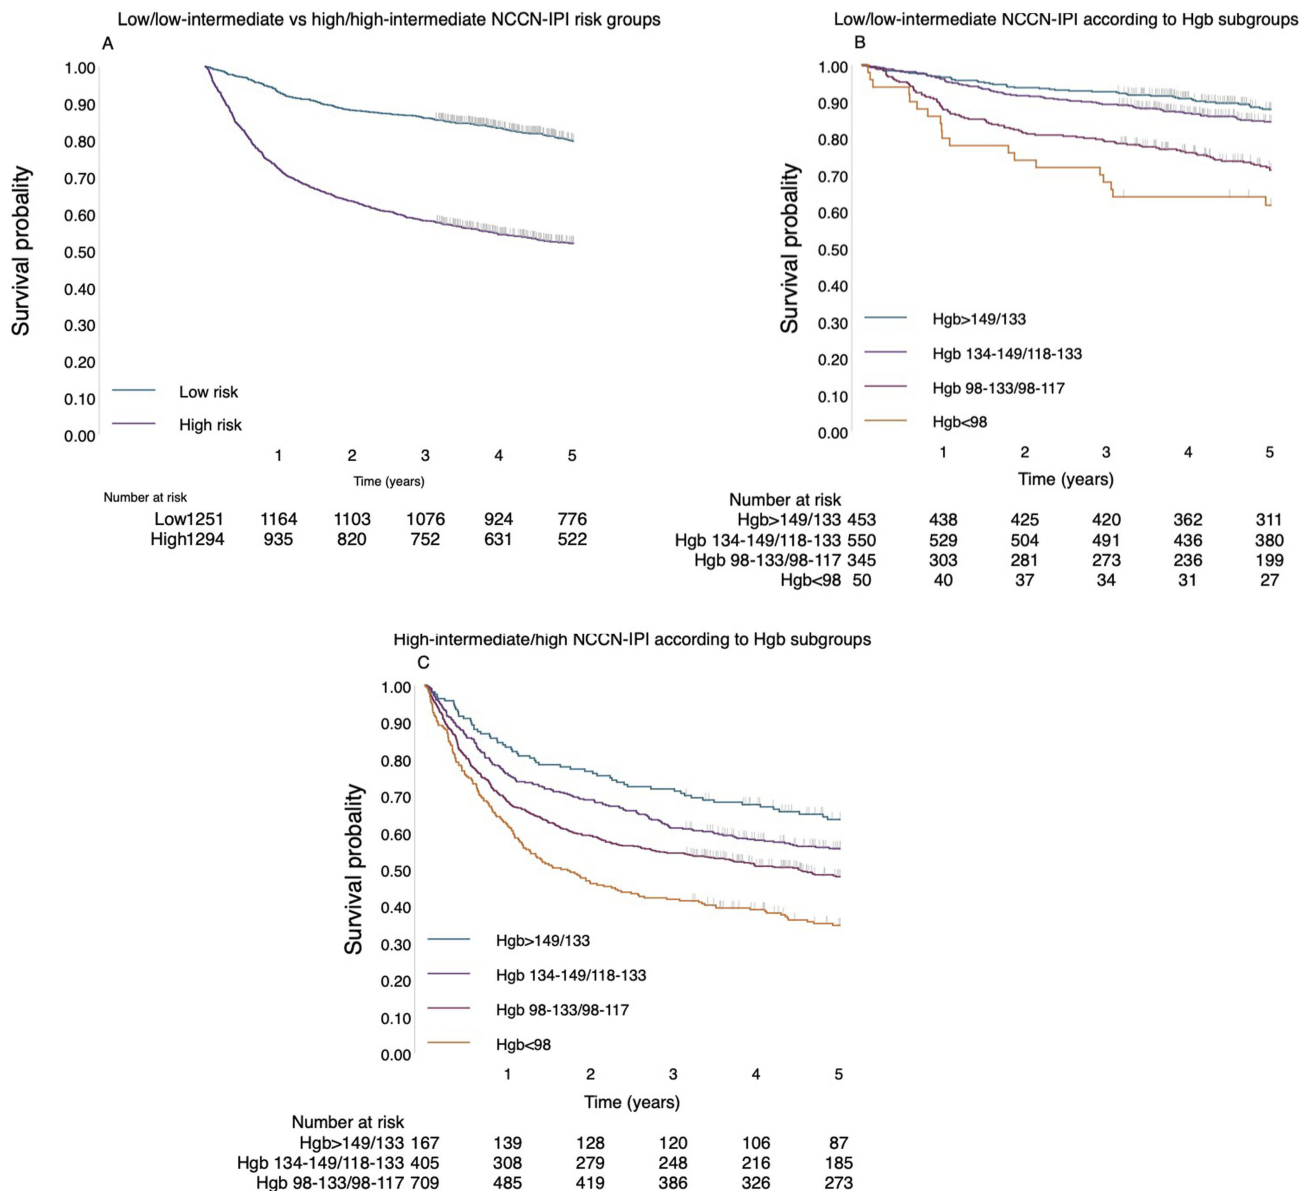 Low/low-intermediate vs high/high-intermediate NCCN-IPI risk groups
A
1.00
0.90
0.80
0.70
0.60
0.50
0.40
0.30
0.20
0.10
0.00
Survival probality
Low risk
High risk
1 2 3 4 5
Time (years)
Number at risk
Low1251 1164 1103 1076 924 776
High1294 935 820 752 631 522
Low/low-intermediate NCCN-IPI according to Hgb subgroups
B
1.00
0.90
0.80
0.70
0.60
0.50
0.40
0.30
0.20
0.10
0.00
Survival probality
Hgb>149/133
Hgb 134-149/118-133
Hgb 98-133/98-117
Hgb<98
1 2 3 4 5
Time (years)
Number at risk
Hgb>149/133 453 438 425 420 362 311
Hgb 134-149/118-133 550 529 504 491 436 380
Hgb 98-133/98-117 345 303 281 273 236 199
Hgb<98 50 40 37 34 31 27
High-intermediate/high NCCN-IPI according to Hgb subgroups
C
1.00
0.90
0.80
0.70
0.60
0.50
0.40
0.30
0.20
0.10
0.00
Survival probality
Hgb>149/133
Hgb 134-149/118-133
Hgb 98-133/98-117
Hgb<98
1 2 3 4 5
Time (years)
Number at risk
Hgb>149/133 167 139 128 120 106 87
Hgb 134-149/118-133 405 308 279 248 216 185
Hgb 98-133/98-117 709 485 419 386 326 273